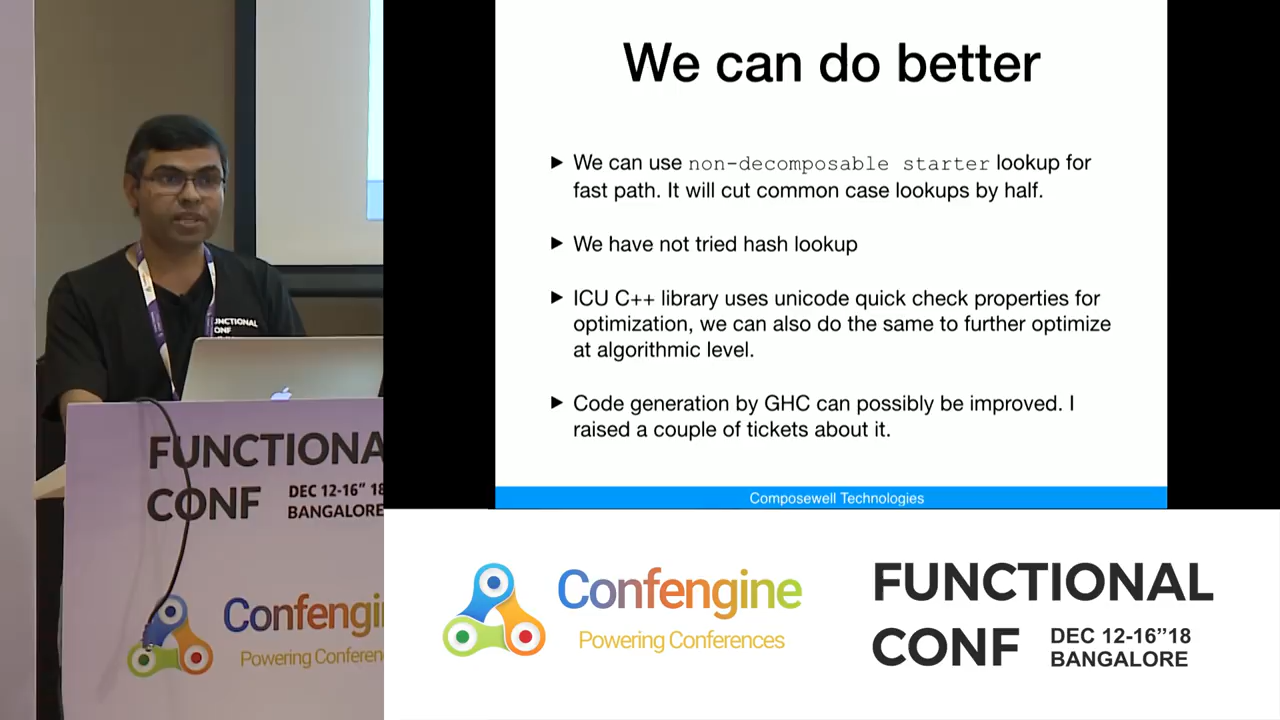 We can do better
We can use non-decomposable starter lookup for
fast path. It will cut common case lookups by half.
We have not tried hash lookup
ICU C++ library uses unicode quick check properties for
optimization, we can also do the same to further optimize
at algorithmic level.
Code generation by GHC can possibly be improved. I
raised a couple of tickets about it.
Composewell Technologies
CONF
FUNCTIONA
CONF
DEC 12-16" 18
BANGALORE
Confengi
Powering Conferen
Confengine
Powering Conferences
FUNCTIONAL
CONF
DEC 12-16”18
BANGALORE